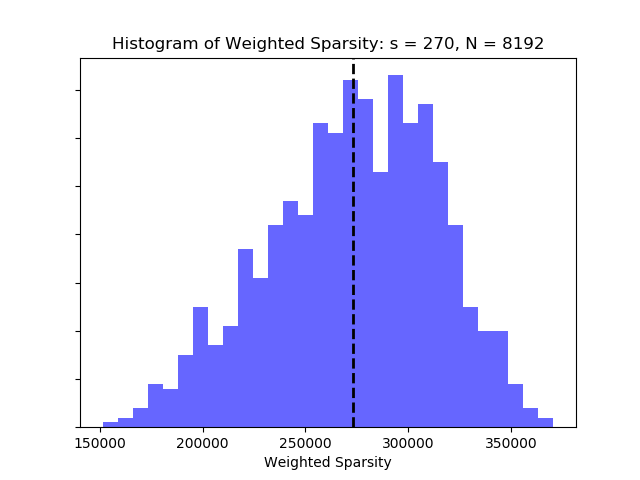 Histogram of Weighted Sparsity: s = 270, N = 8192
150000 200000 250000 300000 350000
Weighted Sparsity